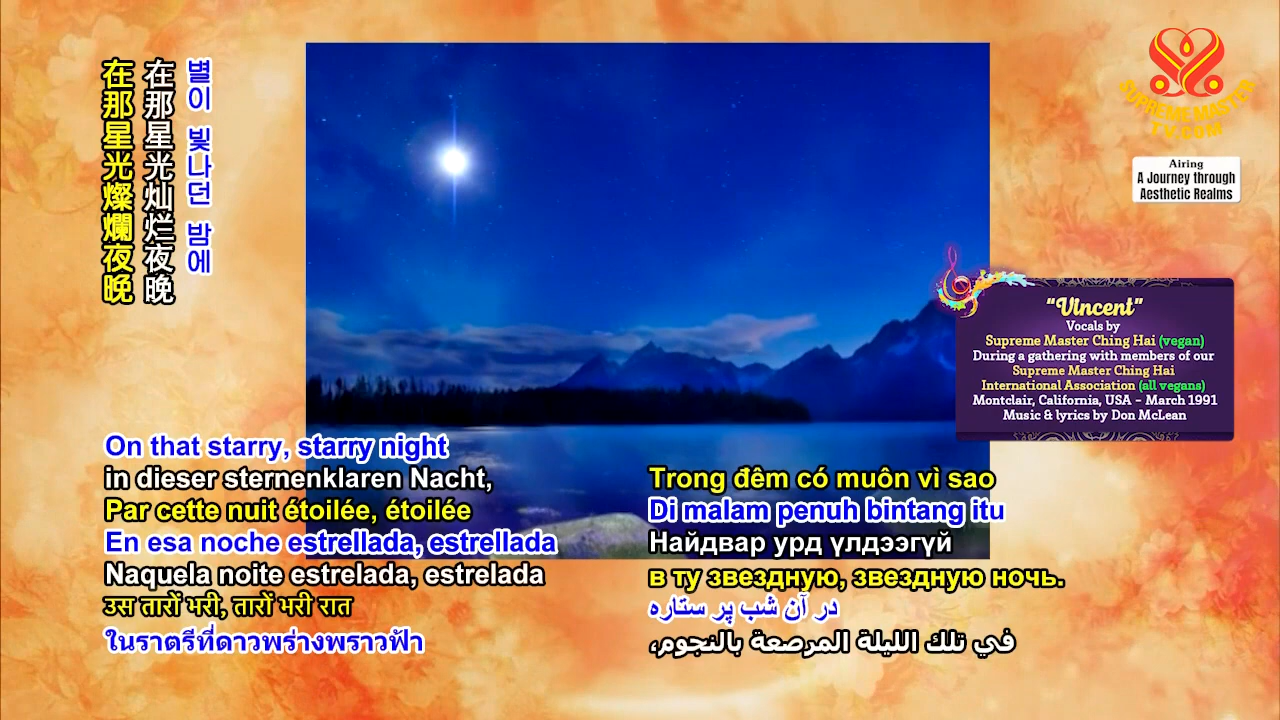 在那星光燦爛夜晚
在那星光灿烂夜晚
별이 빛나던 밤에
SUPREME MASTER
TV.COM
Airing
A Journey through
Aesthetic Realms
“Vincent”
Vocals by
Supreme Master Ching Hai (vegan)
During a gathering with members of our
Supreme Master Ching Hai
International Association (all vegans)
Montclair, California, USA – March 1991
Music & lyrics by Don McLean
On that starry, starry night
in dieser sternenklaren Nacht,
Par cette nuit étoilée, étoilée
En esa noche estrellada, estrellada
Naquela noite estrelada, estrelada
उस तारों भरी, तारों भरी रात
ในราตรีที่ดาวพร่างพราวฟ้า
Trong đêm có muôn vì sao
Di malam penuh bintang itu
Найдвар урд үлдээгүй
в ту звездную, звездную ночь.
در آن شب پر ستاره
في تلك الليلة المرصعة بالنجوم،